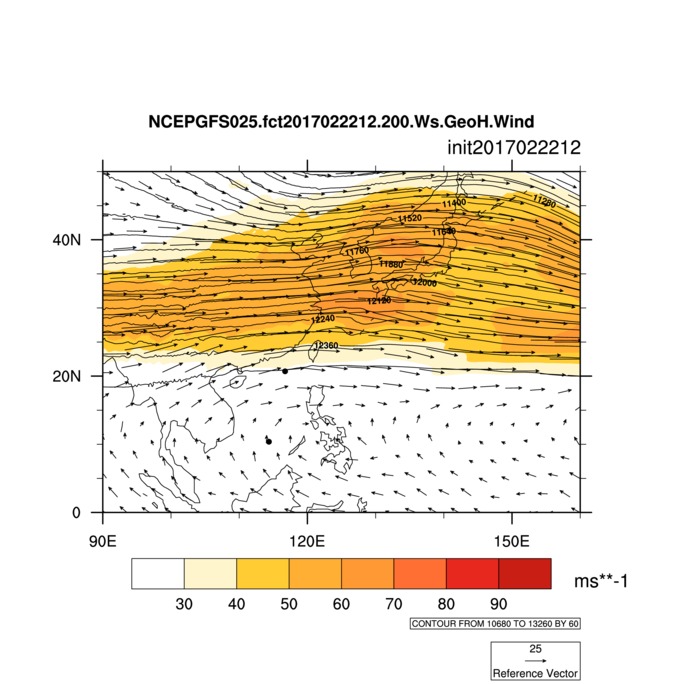 NCEPGFS025.fct2017022212.200.Ws.GeoH.Wind
init2017022212
11400
11280
11520
11640
40N
11760
11880
12000
12120
12240
12360
20N
0
90E
120E
150E
ms**-1
30
40
50
60
70
80
90
CONTOUR FROM 10680 TO 13260 BY 60
25
Reference Vector